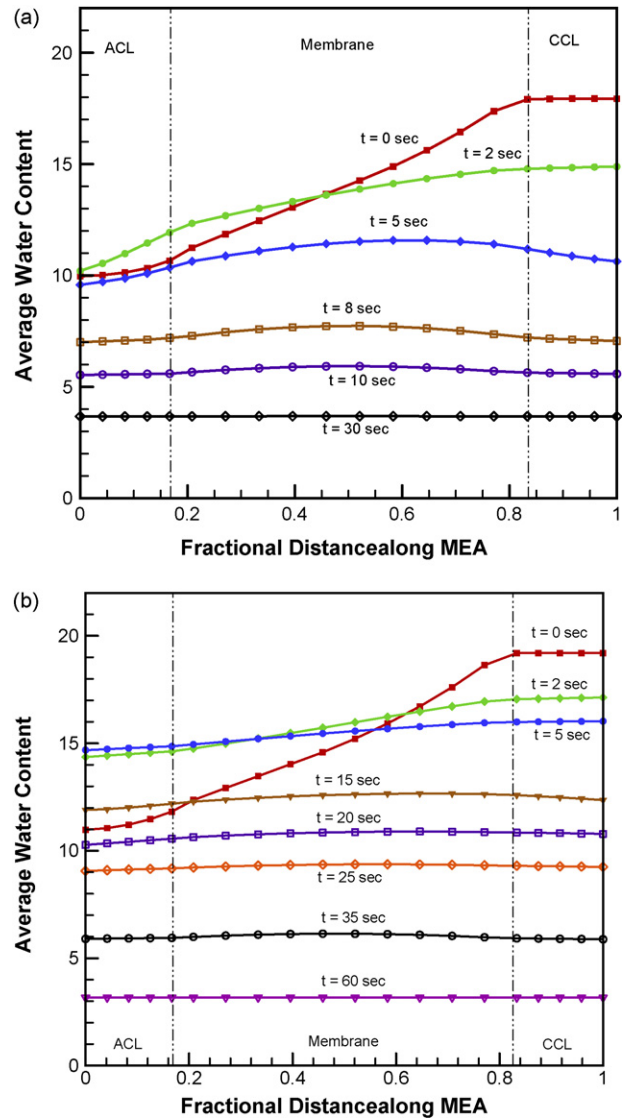 (a)
ACL
Membrane
CCL
t = 0 sec
t = 2 sec
t = 5 sec
t = 8 sec
t = 10 sec
t = 30 sec
Average Water Content
20
15
10
5
0
0
0.2
0.4
0.6
0.8
1
Fractional Distancealong MEA
(b)
t = 0 sec
t = 2 sec
t = 5 sec
t = 15 sec
t = 20 sec
t = 25 sec
t = 35 sec
t = 60 sec
ACL
Membrane
CCL
Average Water Content
20
15
10
5
0
0
0.2
0.4
0.6
0.8
1
Fractional Distancealong MEA